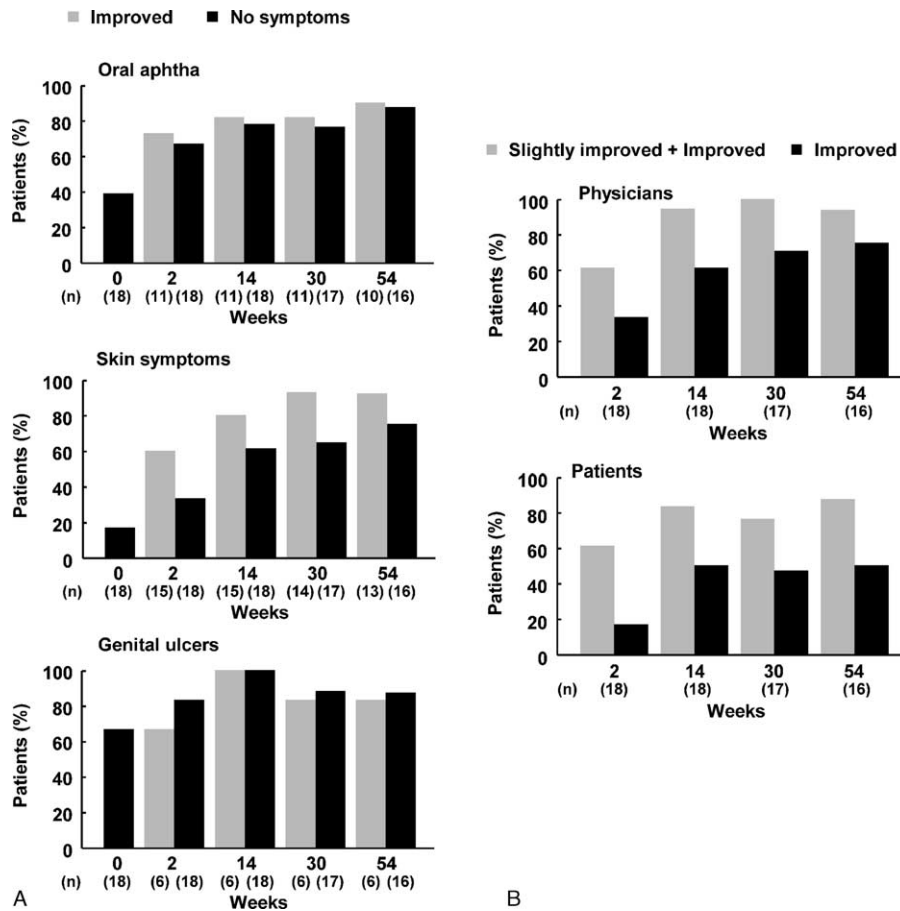 Improved No symptoms
Oral aphtha
Patients (%)
100
80
60
40
20
0
0 2 14 30 54
(n) (18) (11) (18) (11) (18) (11) (17) (10) (16)
Weeks
Skin symptoms
Patients (%)
100
80
60
40
20
0
0 2 14 30 54
(n) (18) (15) (18) (15) (18) (14) (17) (13) (16)
Weeks
Genital ulcers
Patients (%)
100
80
60
40
20
0
0 2 14 30 54
(n) (18) (6) (18) (6) (18) (6) (17) (6) (16)
Weeks
A
Slightly improved + Improved Improved
Physicians
Patients (%)
100
80
60
40
20
0
2 14 30 54
(n) (18) (18) (17) (16)
Weeks
Patients
Patients (%)
100
80
60
40
20
0
2 14 30 54
(n) (18) (18) (17) (16)
Weeks
B